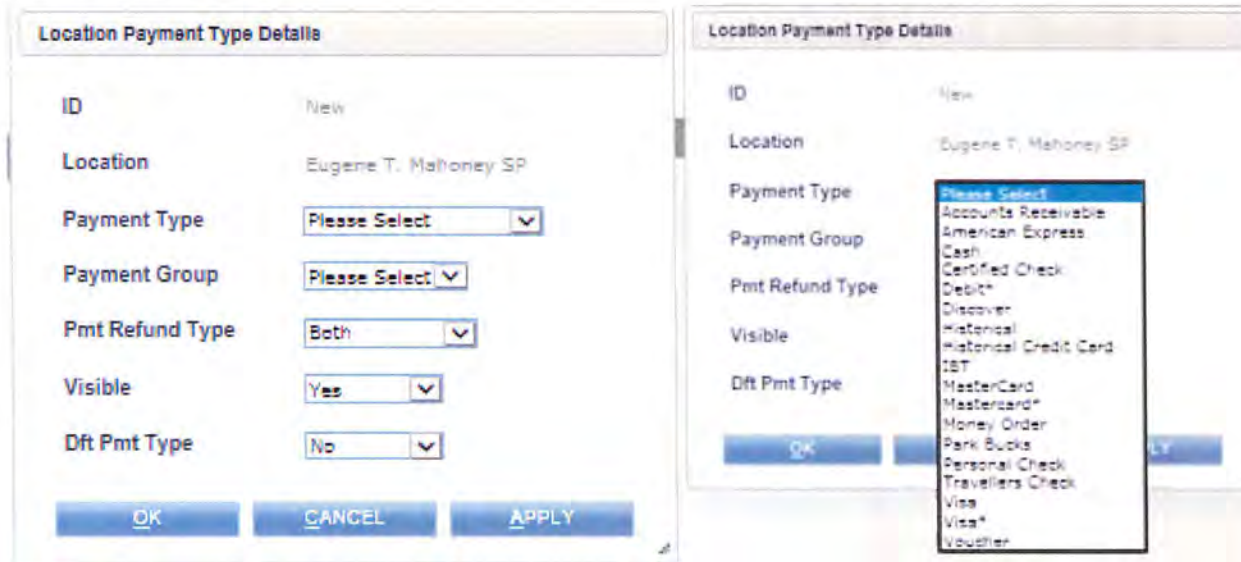 Location Payment Type Details
ID New
Location Eugene T. Mahoney SP
Payment Type Please Select
Payment Group Please Select
Pmt Refund Type Both
Visible Yes
Dft Pmt Type No
OK CANCEL APPLY
Location Payment Type Details
ID New
Location Eugene T. Mahoney SP
Payment Type
Payment Group
Pmt Refund Type
Visible
Dft Pmt Type
Please Select
Accounts Receivable
American Express
Cash
Certified Check
Debit*
Discover
Historical
Historical Credit Card
IBT
MasterCard
Mastercard*
Money Order
Park Bucks
Personal Check
Travellers Check
Visa
Visa*
Voucher
OK LY